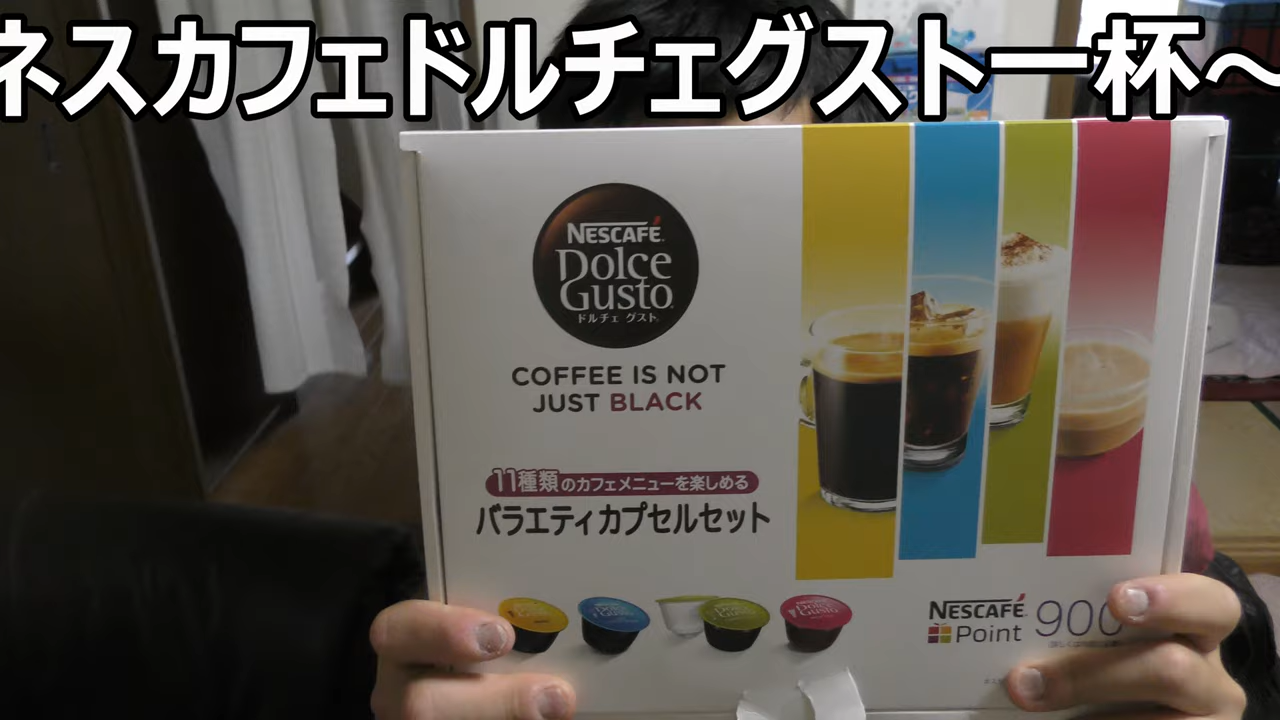 ネスカフェドルチェグスト一杯～
NESCAFÉ
Dolce
Gusto
ドルチェ グスト
COFFEE IS NOT
JUST BLACK
11種類のカフェメニューを楽しめる
バラエティカプセルセット
NESCAFÉ
Point 900